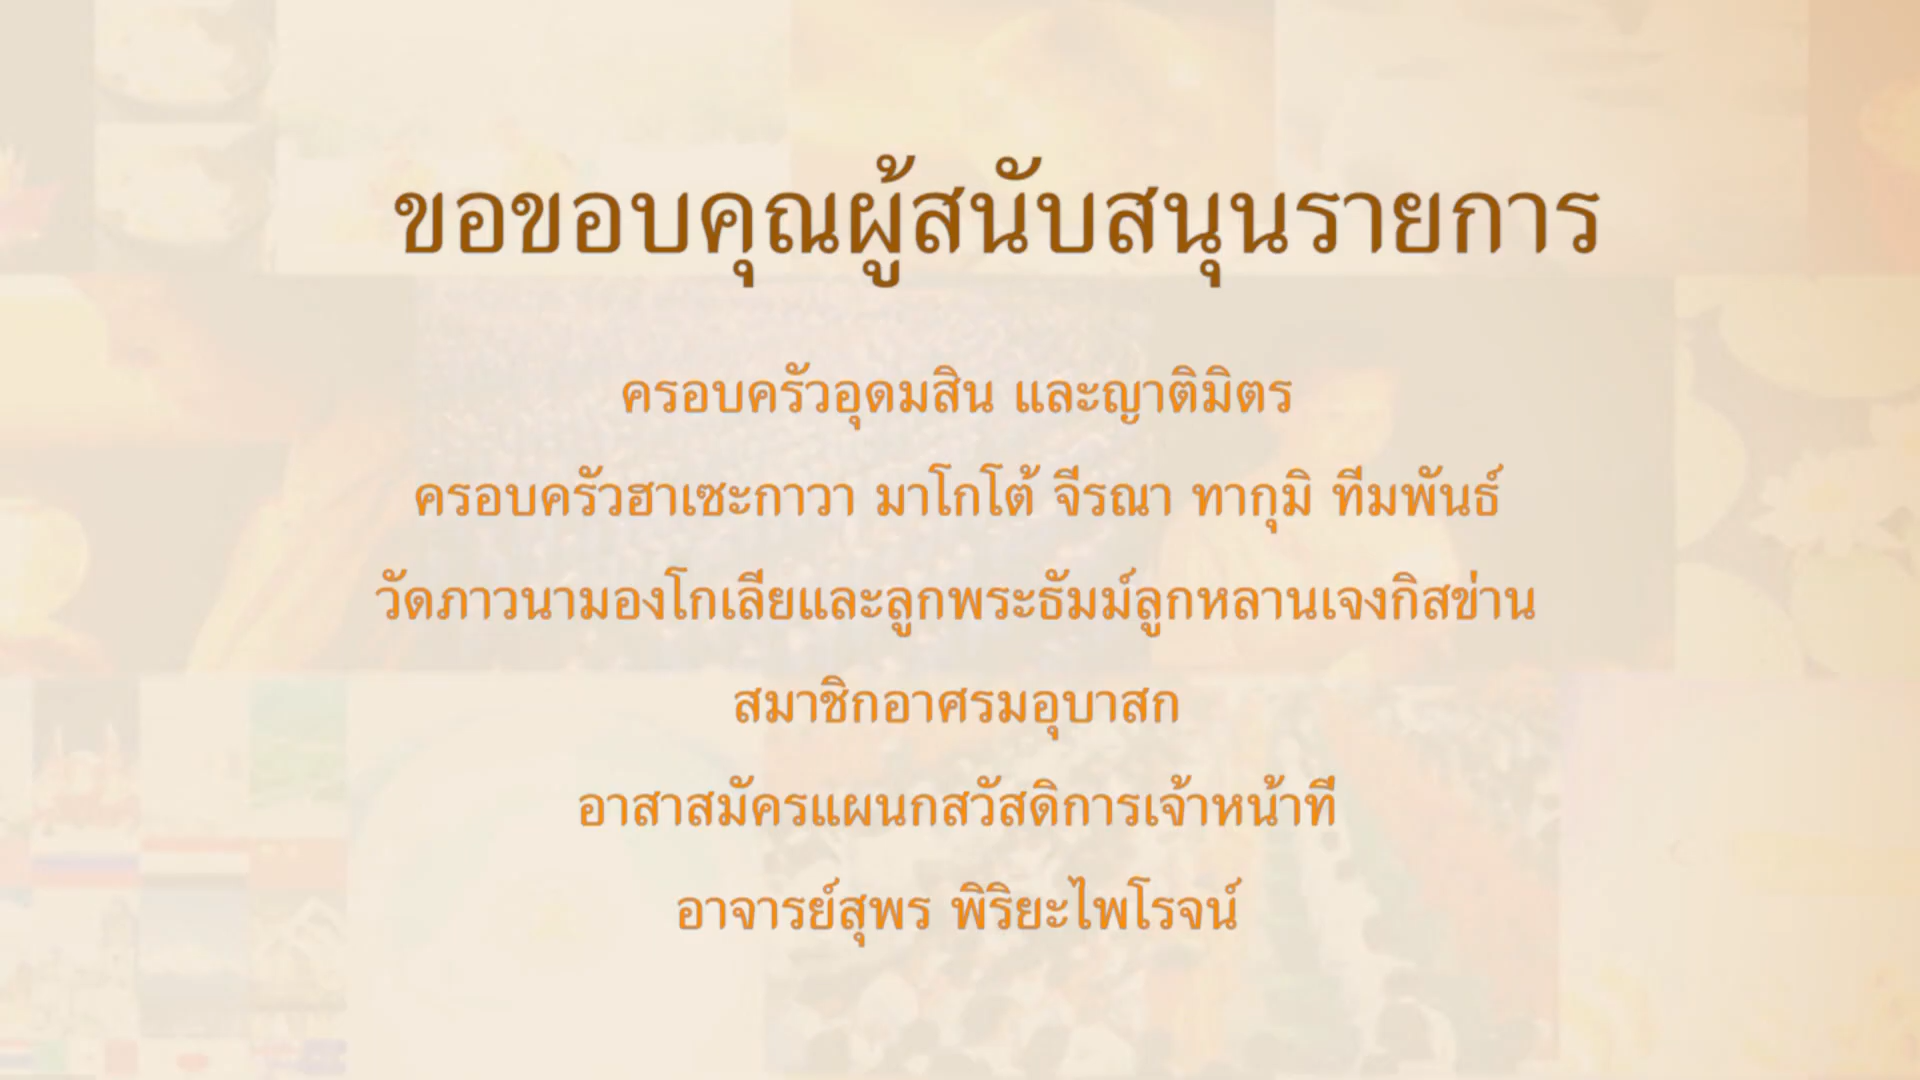 ขอขอบคุณผู้สนับสนุนรายการ
ครอบครัวอุดมสิน และญาติมิตร
ครอบครัวฮาเซะกาวา มาโกโต้ จีรณา ทากุมิ ทีมพันธ์
วัดภาวนามองโกเลียและลูกพระธัมม์ลูกหลานเจงกิสข่าน
สมาชิกอาศรมอุบาสก
อาสาสมัครแผนกสวัสดิการเจ้าหน้าที่
อาจารย์สุพร พิริยะไพโรจน์